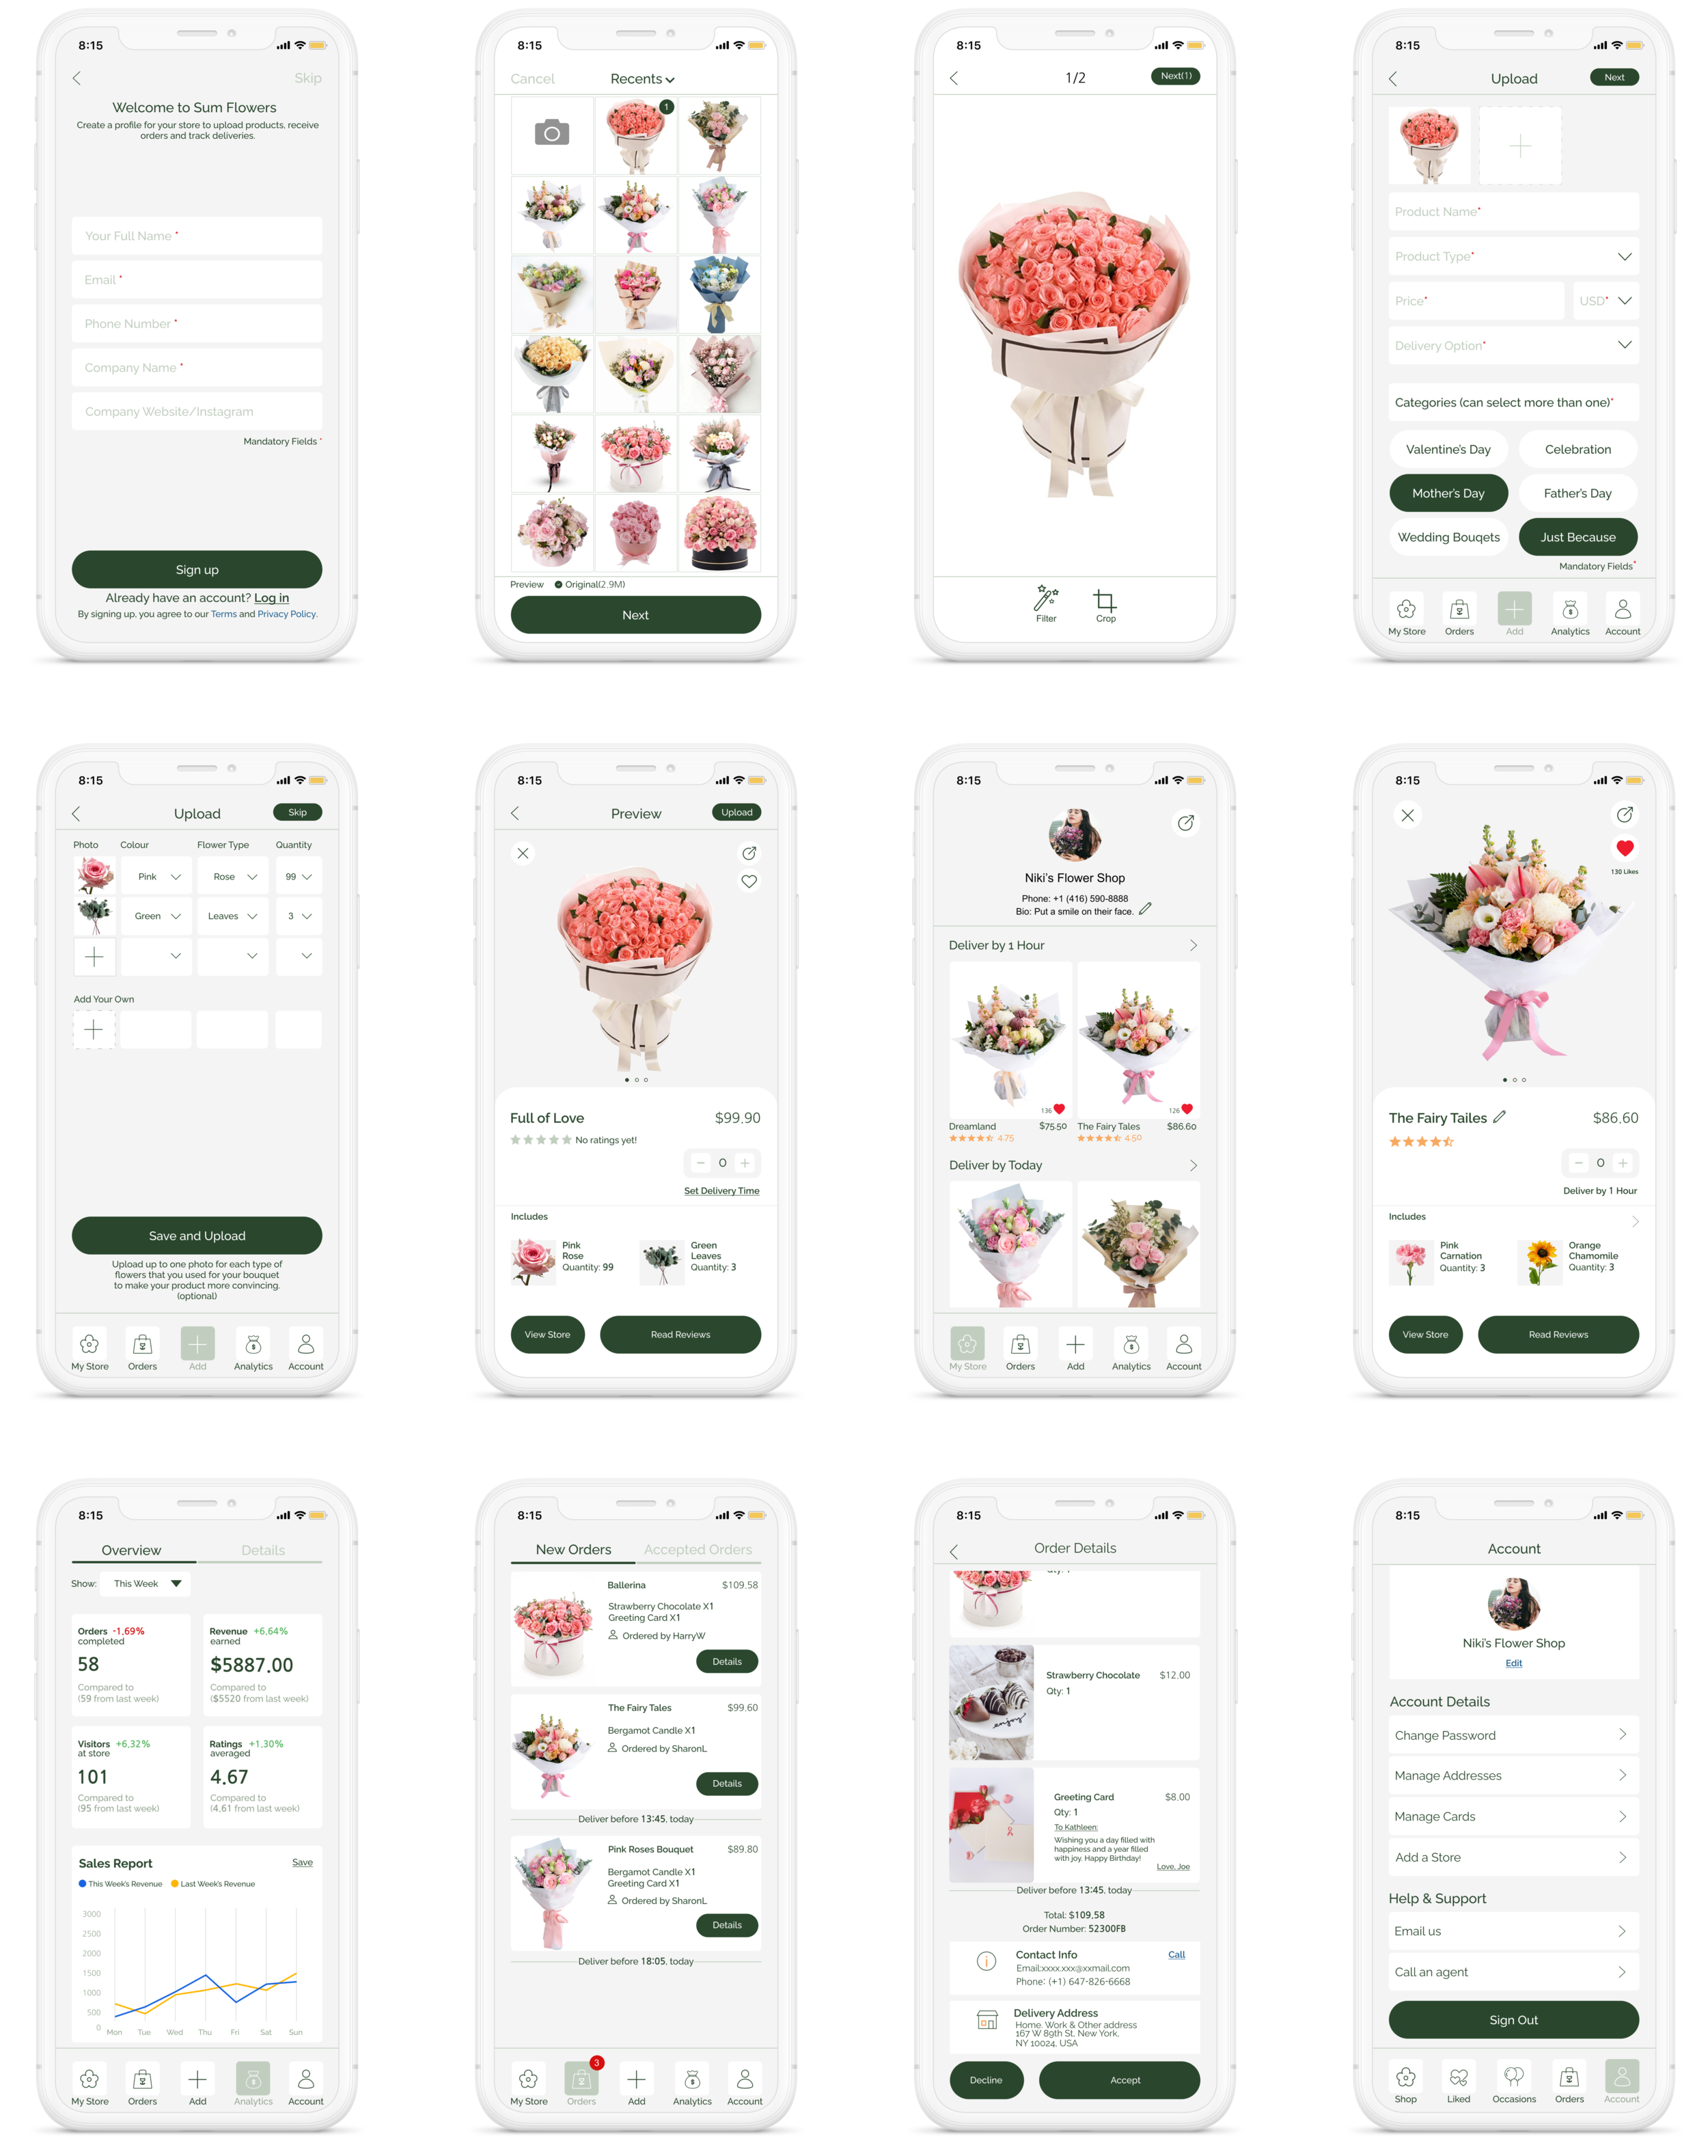 8:15
Skip
Welcome to Sum Flowers
Create a profile for your store to upload products, receive
orders and track deliveries.
Your Full Name *
Email *
Phone Number *
Company Name *
Company Website/Instagram
Mandatory Fields *
Sign up
Already have an account? Log in
By signing up, you agree to our Terms and Privacy Policy.
8:15
Cancel Recents
1
Preview Original(2.9M)
Next
8:15
1/2 Next(1)
Filter Crop
8:15
Upload Next
Product Name*
Product Type*
Price* USD*
Delivery Option*
Categories (can select more than one)*
Valentine's Day Celebration
Mother's Day Father's Day
Wedding Bouqets Just Because
Mandatory Fields*
My Store Orders Add Analytics Account
8:15
Upload Skip
Photo Colour Flower Type Quantity
Pink Rose 99
Green Leaves 3
Add Your Own
Save and Upload
Upload up to one photo for each type of
flowers that you used for your bouquet
to make your product more convincing.
(optional)
My Store Orders Add Analytics Account
8:15
Preview Upload
Full of Love $99.90
No ratings yet!
0
Set Delivery Time
Includes
Pink
Rose
Quantity: 99
Green
Leaves
Quantity: 3
View Store Read Reviews
8:15
Niki's Flower Shop
Phone: +1 (416) 590-8888
Bio: Put a smile on their face.
Deliver by 1 Hour
136 126
Dreamland $75.50 The Fairy Tales $86.60
4.75 4.50
Deliver by Today
My Store Orders Add Analytics Account
8:15
130 Likes
The Fairy Tailes $86.60
0
Deliver by 1 Hour
Includes
Pink
Carnation
Quantity: 3
Orange
Chamomile
Quantity: 3
View Store Read Reviews
8:15
Overview Details
Show: This Week
Orders -1.69%
completed
58
Compared to
(59 from last week)
Revenue +6.64%
earned
$5887.00
Compared to
($5520 from last week)
Visitors +6.32%
at store
101
Compared to
(95 from last week)
Ratings +1.30%
averaged
4.67
Compared to
(4.61 from last week)
Sales Report Save
This Week's Revenue Last Week's Revenue
3000
2500
2000
1500
1000
500
0
Mon Tue Wed Thu Fri Sat Sun
My Store Orders Add Analytics Account
8:15
New Orders Accepted Orders
Ballerina $109.58
Strawberry Chocolate X1
Greeting Card X1
Ordered by HarryW
Details
The Fairy Tales $99.60
Bergamot Candle X1
Ordered by SharonL
Details
Deliver before 13:45, today
Pink Roses Bouquet $89.80
Bergamot Candle X1
Greeting Card X1
Ordered by SharonL
Details
Deliver before 18:05, today
3
My Store Orders Add Analytics Account
8:15
Order Details
Strawberry Chocolate $12.00
Qty: 1
enjoy
Greeting Card $8.00
Qty: 1
To Kathleen:
Wishing you a day filled with
happiness and a year filled
with joy. Happy Birthday!
Love, Joe
Deliver before 13:45, today
Total: $109.58
Order Number: 52300FB
Contact Info Call
Email:xxxx.xxx@xxmail.com
Phone: (+1) 647-826-6668
Delivery Address
Home. Work & Other address
167 W 89th St, New York,
NY 10024, USA
Decline Accept
8:15
Account
Niki's Flower Shop
Edit
Account Details
Change Password
Manage Addresses
Manage Cards
Add a Store
Help & Support
Email us
Call an agent
Sign Out
Shop Liked Occasions Orders Account